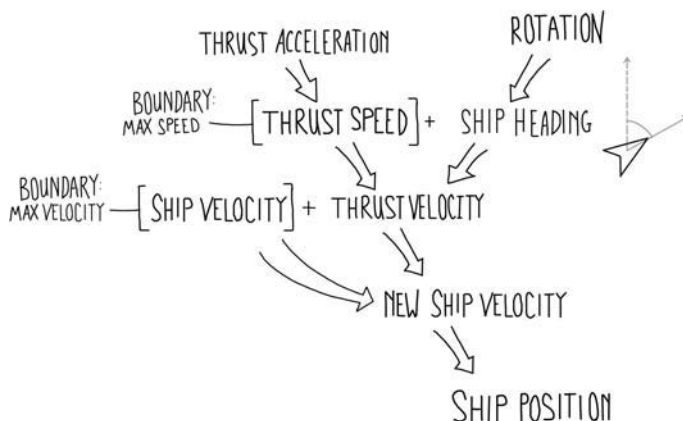 THRUST ACCELERATION
ROTATION
BOUNDARY:
MAX SPEED
[THRUST SPEED] + SHIP HEADING
BOUNDARY:
MAX VELOCITY
[SHIP VELOCITY] + THRUST VELOCITY
NEW SHIP VELOCITY
SHIP POSITION